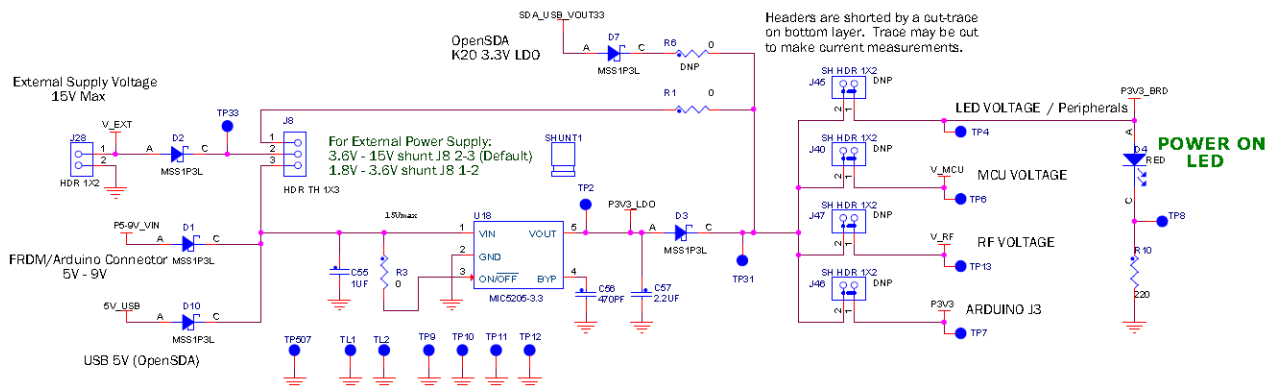 SDA_USB_VOUT33
Headers are shorted by a cut-trace
on bottom layer. Trace may be cut
to make current measurements.
OpenSDA
K20 3.3V LDO
D7
A
C
MSS1P3L
R6
0
DNP
R1
0
External Supply Voltage
15V Max
V_EXT
J28
1
2
HDR 1X2
D2
A
C
MSS1P3L
TP33
J8
1
2
3
HDR TH 1X3
For External Power Supply:
3.6V - 15V shunt J8 2-3 (Default)
1.8V - 3.6V shunt J8 1-2
SHUNT1
P5-9V_VIN
D1
A
C
MSS1P3L
FRDM/Arduino Connector
5V - 9V
5V_USB
D10
A
C
MSS1P3L
USB 5V (OpenSDA)
15Vmax
C55
1UF
R3
0
U18
1
VIN
VOUT
5
2
GND
3
ON/OFF
BYP
4
MIC5205-3.3
TP2
P3V3_LDO
C56
470PF
C57
2.2UF
D3
A
C
MSS1P3L
TP31
SH HDR 1X2
J45
DNP
2
1
LED VOLTAGE / Peripherals
TP4
SH HDR 1X2
J40
DNP
2
1
V_MCU
MCU VOLTAGE
TP6
SH HDR 1X2
J47
DNP
2
1
V_RF
RF VOLTAGE
TP13
SH HDR 1X2
J46
DNP
2
1
P3V3
ARDUINO J3
TP7
P3V3_BRD
A
D4
RED
C
POWER ON
LED
TP8
R10
220
TP507
TL1
TL2
TP9
TP10
TP11
TP12